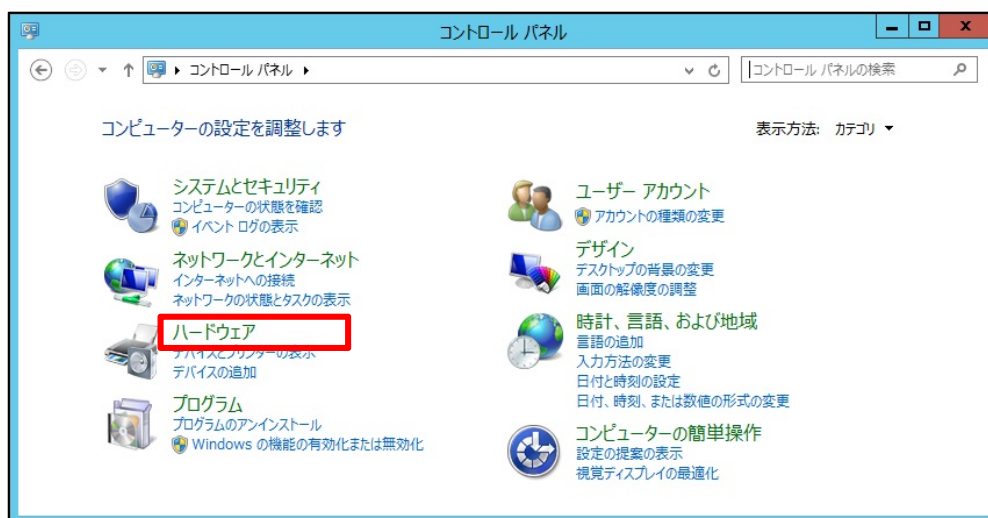 コントロール パネル
コントロール パネル
コントロール パネルの検索
コンピューターの設定を調整します
表示方法: カテゴリ
システムとセキュリティ
コンピューターの状態を確認
イベント ログの表示
ネットワークとインターネット
インターネットへの接続
ネットワークの状態とタスクの表示
ハードウェア
デバイスとプリンターの表示
デバイスの追加
プログラム
プログラムのアンインストール
Windows の機能の有効化または無効化
ユーザー アカウント
アカウントの種類の変更
デザイン
デスクトップの背景の変更
画面の解像度の調整
時計、言語、および地域
言語の追加
入力方法の変更
日付と時刻の設定
日付、時刻、または数値の形式の変更
コンピューターの簡単操作
設定の提案の表示
視覚ディスプレイの最適化